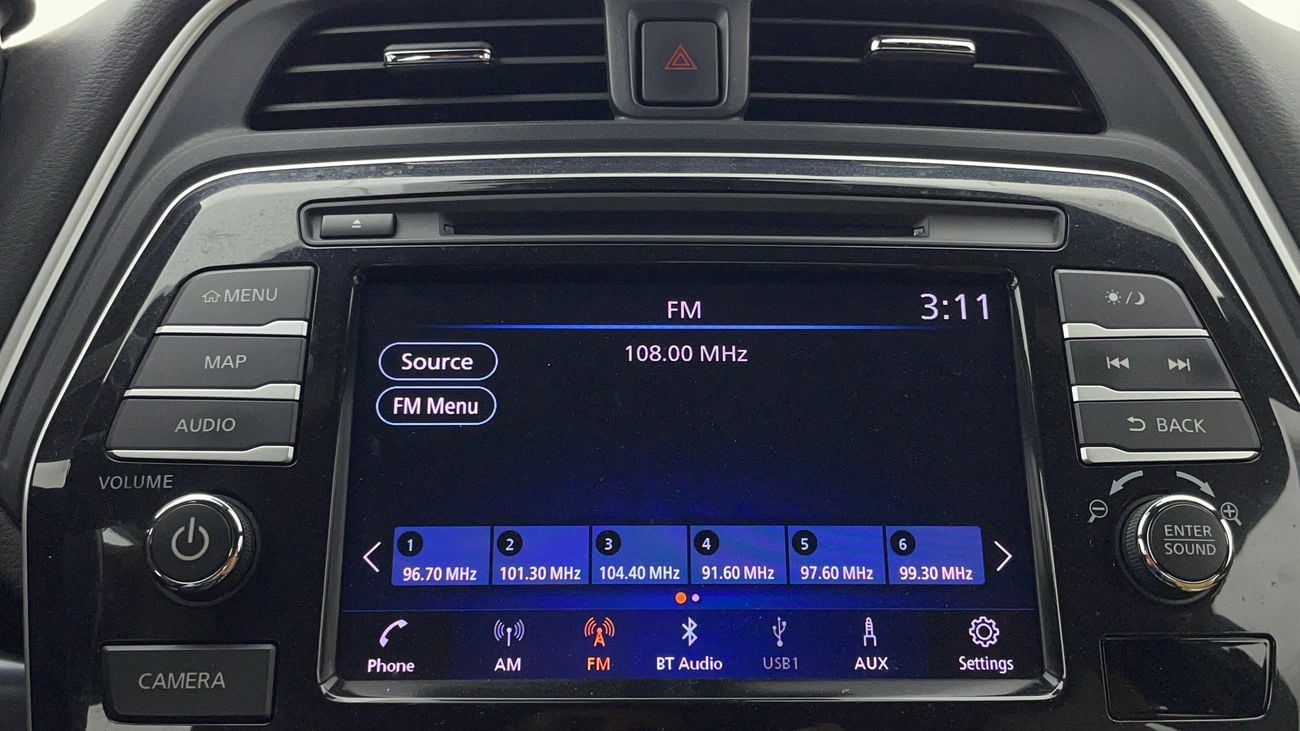 MENU
MAP
AUDIO
VOLUME
CAMERA
FM
3:11
108.00 MHz
Source
FM Menu
1
96.70 MHz
2
101.30 MHz
3
104.40 MHz
4
91.60 MHz
5
97.60 MHz
6
99.30 MHz
Phone
AM
FM
BT Audio
USB1
AUX
Settings
BACK
ENTER
SOUND